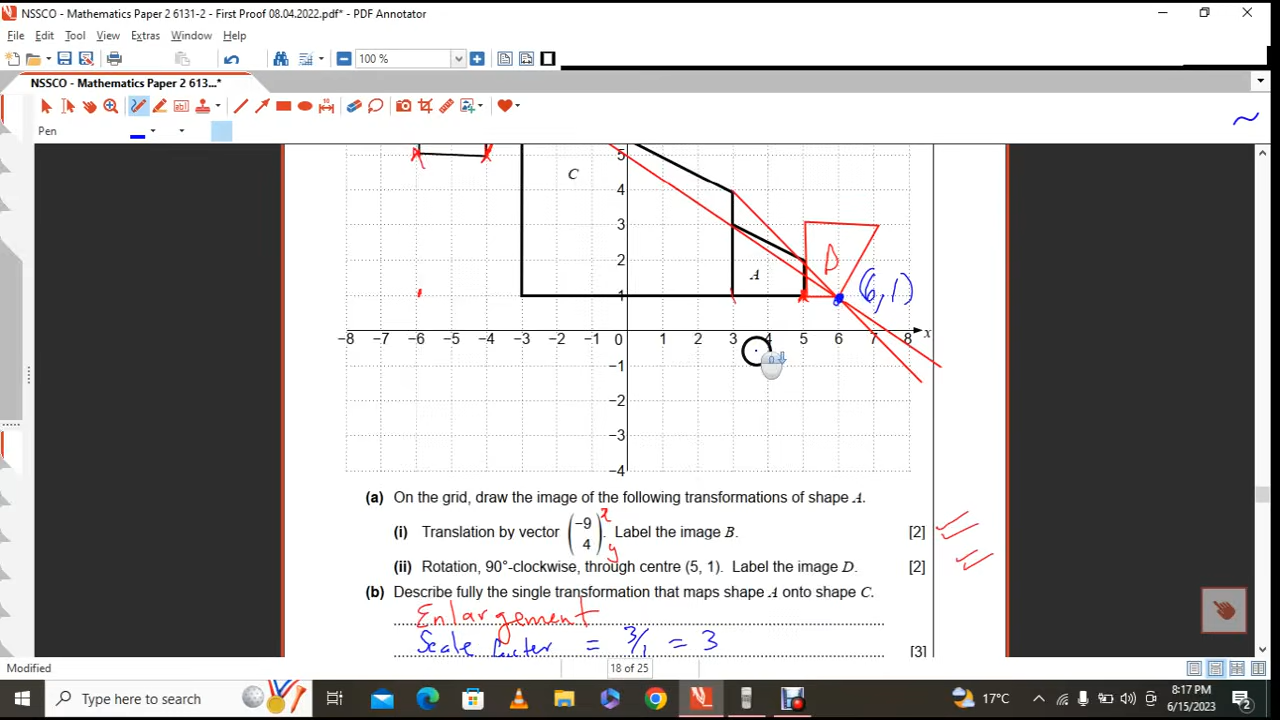 NSSCO - Mathematics Paper 2 6131-2 - First Proof 08.04.2022.pdf* - PDF Annotator
File Edit Tool View Extras Window Help
100 %
NSSCO - Mathematics Paper 2 613...*
Pen
5
C
4
3
2
D
A
1
(6, 1)
−8 −7 −6 −5 −4 −3 −2 −1 0 1 2 3 4 5 6 7 8 x
−1
−2
−3
−4
(a) On the grid, draw the image of the following transformations of shape A.
(i) Translation by vector (−9 4). Label the image B. [2]
x
y
(ii) Rotation, 90°-clockwise, through centre (5, 1). Label the image D. [2]
(b) Describe fully the single transformation that maps shape A onto shape C.
Enlargement
Scale factor = 3/1 = 3 [3]
Modified 18 of 25
Type here to search 17°C 8:17 PM
6/15/2023 2